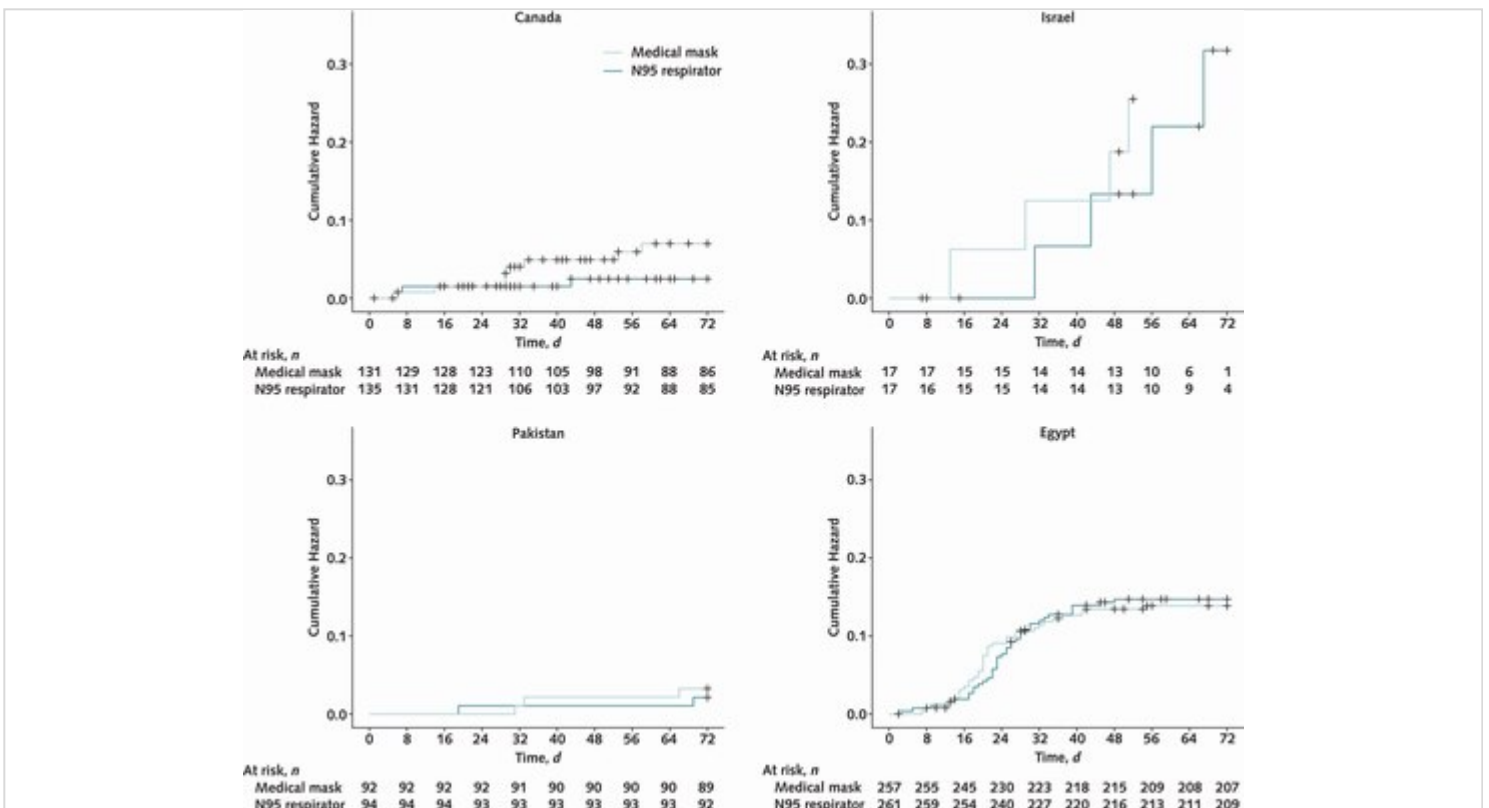 Canada
Medical mask
N95 respirator
Cumulative Hazard
0.3
0.2
0.1
0.0
0 8 16 24 32 40 48 56 64 72
Time, d
At risk, n
Medical mask 131 129 128 123 110 105 98 91 88 86
N95 respirator 135 131 128 121 106 103 97 92 88 85
Israel
Cumulative Hazard
0.3
0.2
0.1
0.0
0 8 16 24 32 40 48 56 64 72
Time, d
At risk, n
Medical mask 17 17 15 15 14 14 13 10 6 1
N95 respirator 17 16 15 15 14 14 13 10 9 4
Pakistan
Cumulative Hazard
0.3
0.2
0.1
0.0
0 8 16 24 32 40 48 56 64 72
Time, d
At risk, n
Medical mask 92 92 92 92 91 90 90 90 90 89
N95 respirator 94 94 94 93 93 93 93 93 93 92
Egypt
Cumulative Hazard
0.3
0.2
0.1
0.0
0 8 16 24 32 40 48 56 64 72
Time, d
At risk, n
Medical mask 257 255 245 230 223 218 215 209 208 207
N95 respirator 261 259 254 240 227 220 216 213 211 209